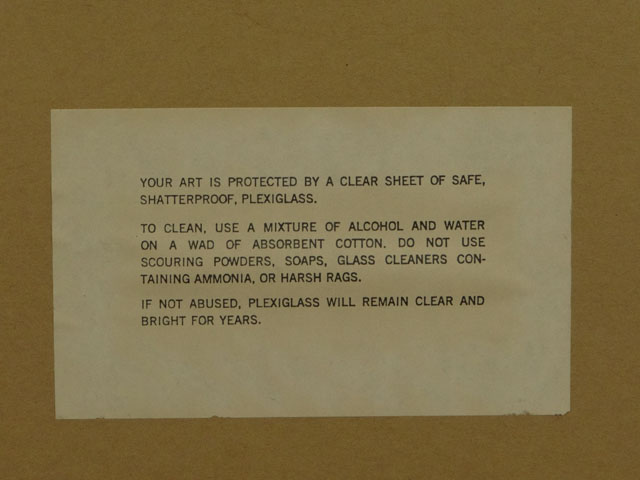 YOUR ART IS PROTECTED BY A CLEAR SHEET OF SAFE,
SHATTERPROOF, PLEXIGLASS.
TO CLEAN, USE A MIXTURE OF ALCOHOL AND WATER
ON A WAD OF ABSORBENT COTTON. DO NOT USE
SCOURING POWDERS, SOAPS, GLASS CLEANERS CON-
TAINING AMMONIA, OR HARSH RAGS.
IF NOT ABUSED, PLEXIGLASS WILL REMAIN CLEAR AND
BRIGHT FOR YEARS.